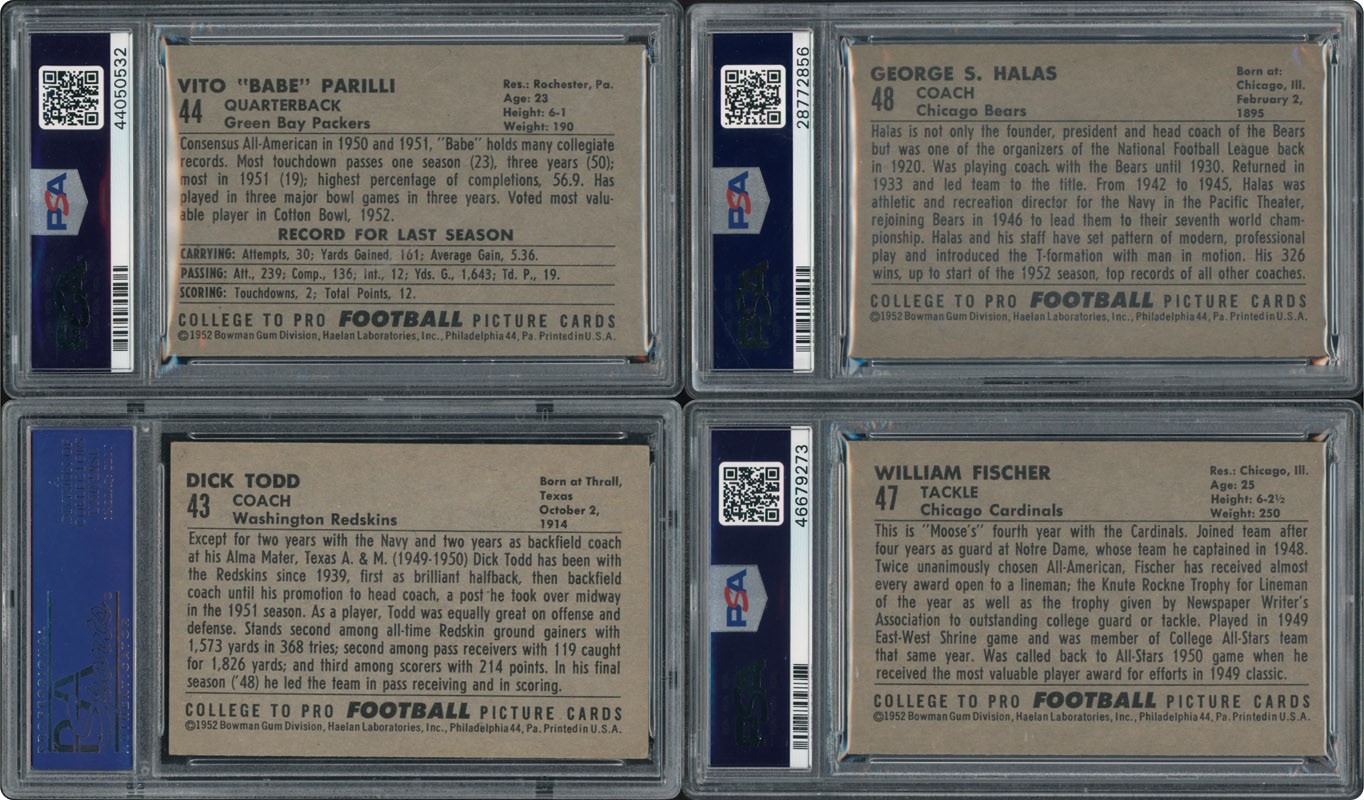 44050532
PSA
PSA
VITO "BABE" PARILLI
44 QUARTERBACK
Green Bay Packers
Res.: Rochester, Pa.
Age: 23
Height: 6-1
Weight: 190
Consensus All-American in 1950 and 1951, "Babe" holds many collegiate
records. Most touchdown passes one season (23), three years (50);
most in 1951 (19); highest percentage of completions, 56.9. Has
played in three major bowl games in three years. Voted most valu-
able player in Cotton Bowl, 1952.
RECORD FOR LAST SEASON
CARRYING: Attempts, 30; Yards Gained, 161; Average Gain, 5.36.
PASSING: Att., 239; Comp., 136; Int., 12; Yds. G., 1,643; Td. P., 19.
SCORING: Touchdowns, 2; Total Points, 12.
COLLEGE TO PRO FOOTBALL PICTURE CARDS
©1952 Bowman Gum Division, Haelan Laboratories, Inc., Philadelphia 44, Pa. Printed in U.S.A.
28772856
PSA
PSA
GEORGE S. HALAS
48 COACH
Chicago Bears
Born at:
Chicago, Ill.
February 2,
1895
Halas is not only the founder, president and head coach of the Bears
but was one of the organizers of the National Football League back
in 1920. Was playing coach with the Bears until 1930. Returned in
1933 and led team to the title. From 1942 to 1945, Halas was
athletic and recreation director for the Navy in the Pacific Theater,
rejoining Bears in 1946 to lead them to their seventh world cham-
pionship. Halas and his staff have set pattern of modern, professional
play and introduced the T-formation with man in motion. His 326
wins, up to start of the 1952 season, top records of all other coaches.
COLLEGE TO PRO FOOTBALL PICTURE CARDS
©1952 Bowman Gum Division, Haelan Laboratories, Inc., Philadelphia 44, Pa. Printed in U.S.A.
PSA
DICK TODD
43 COACH
Washington Redskins
Born at Thrall,
Texas
October 2,
1914
Except for two years with the Navy and two years as backfield coach
at his Alma Mater, Texas A. & M. (1949-1950) Dick Todd has been with
the Redskins since 1939, first as brilliant halfback, then backfield
coach until his promotion to head coach, a post he took over midway
in the 1951 season. As a player, Todd was equally great on offense and
defense. Stands second among all-time Redskin ground gainers with
1,573 yards in 368 tries; second among pass receivers with 119 caught
for 1,826 yards; and third among scorers with 214 points. In his final
season ('48) he led the team in pass receiving and in scoring.
COLLEGE TO PRO FOOTBALL PICTURE CARDS
©1952 Bowman Gum Division, Haelan Laboratories, Inc., Philadelphia 44, Pa. Printed in U.S.A.
46679273
PSA
PSA
WILLIAM FISCHER
47 TACKLE
Chicago Cardinals
Res.: Chicago, Ill.
Age: 25
Height: 6-2½
Weight: 250
This is "Moose's" fourth year with the Cardinals. Joined team after
four years as guard at Notre Dame, whose team he captained in 1948.
Twice unanimously chosen All-American, Fischer has received almost
every award open to a lineman; the Knute Rockne Trophy for Lineman
of the year as well as the trophy given by Newspaper Writer's
Association to outstanding college guard or tackle. Played in 1949
East-West Shrine game and was member of College All-Stars team
that same year. Was called back to All-Stars 1950 game when he
received the most valuable player award for efforts in 1949 classic.
COLLEGE TO PRO FOOTBALL PICTURE CARDS
©1952 Bowman Gum Division, Haelan Laboratories, Inc., Philadelphia 44, Pa. Printed in U.S.A.